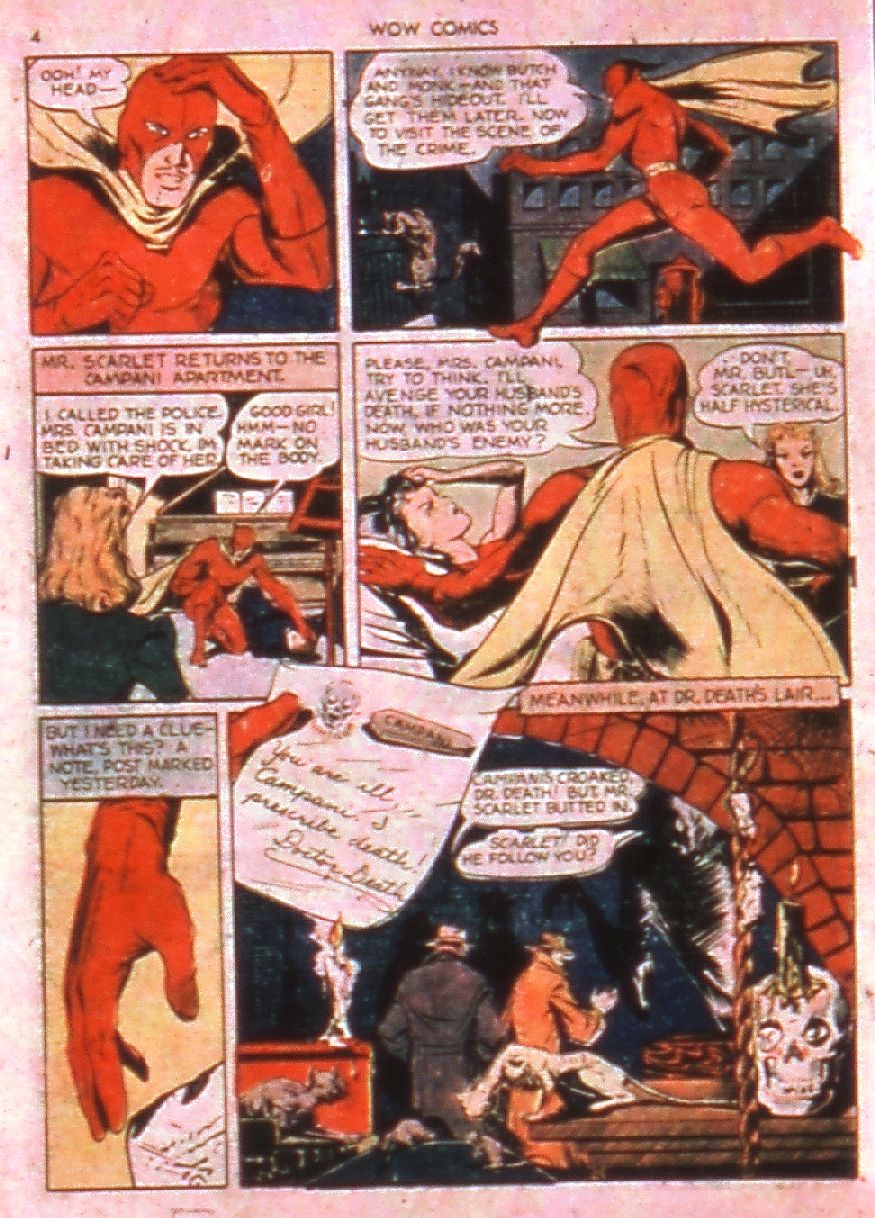 4
WOW COMICS
OOH! MY
HEAD—
ANYWAY, I KNOW BUTCH
AND MONK—AND THAT
GANG'S HIDEOUT. I'LL
GET THEM LATER. NOW
TO VISIT THE SCENE OF
THE CRIME.
MR. SCARLET RETURNS TO THE
CAMPANI APARTMENT.
I CALLED THE POLICE.
MRS. CAMPANI IS IN
BED WITH SHOCK. I'M
TAKING CARE OF HER
GOOD GIRL!
HMM—NO
MARK ON
THE BODY.
PLEASE, MRS. CAMPANI,
TRY TO THINK. I'LL
AVENGE YOUR HUSBAND'S
DEATH, IF NOTHING MORE.
NOW, WHO WAS YOUR
HUSBAND'S ENEMY?
DON'T,
MR. BUTL— UH,
SCARLET. SHE'S
HALF HYSTERICAL
BUT I NEED A CLUE—
WHAT'S THIS? A
NOTE, POST MARKED
YESTERDAY.
CAMPANI
You are ill,
Campani I
prescribe death!
Doctor Death
MEANWHILE, AT DR. DEATH'S LAIR...
CAMPANI'S CROAKED,
DR. DEATH! BUT MR.
SCARLET BUTTED IN.
SCARLET! DID
HE FOLLOW YOU?